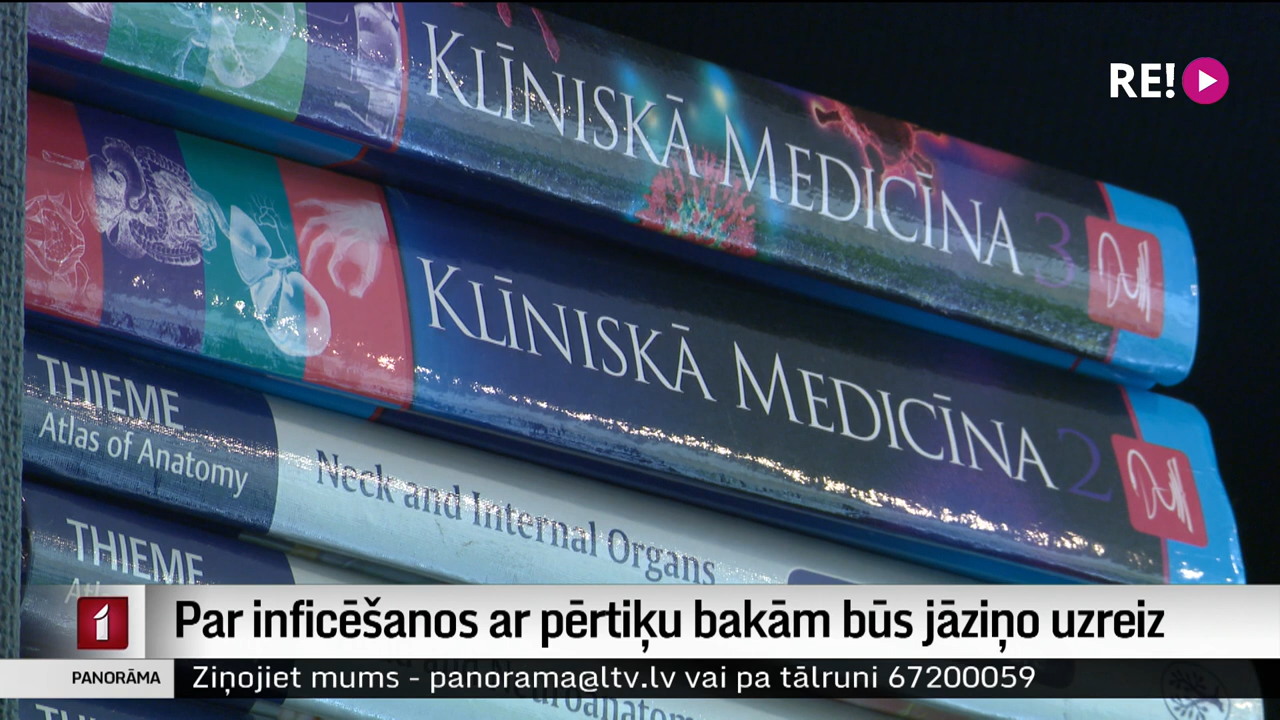 RE!
KLĪNISKĀ MEDICĪNA 3
KLĪNISKĀ MEDICĪNA 2
THIEME
Atlas of Anatomy
Neck and Internal Organs
THIEME
1
Par inficēšanos ar pērtiķu bakām būs jāziņo uzreiz
PANORĀMA
Ziņojiet mums - panorama@ltv.lv vai pa tālruni 67200059